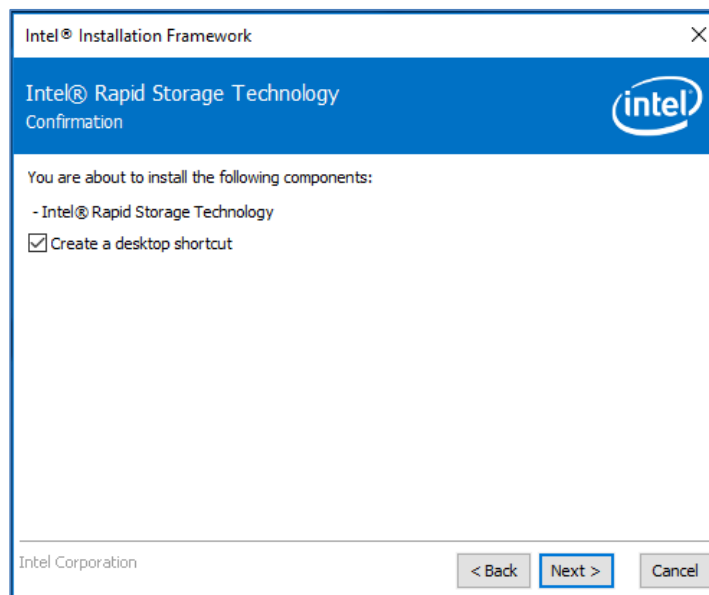 Intel® Installation Framework
Intel® Rapid Storage Technology
Confirmation
intel
You are about to install the following components:
- Intel® Rapid Storage Technology
Create a desktop shortcut
Intel Corporation
< Back Next > Cancel